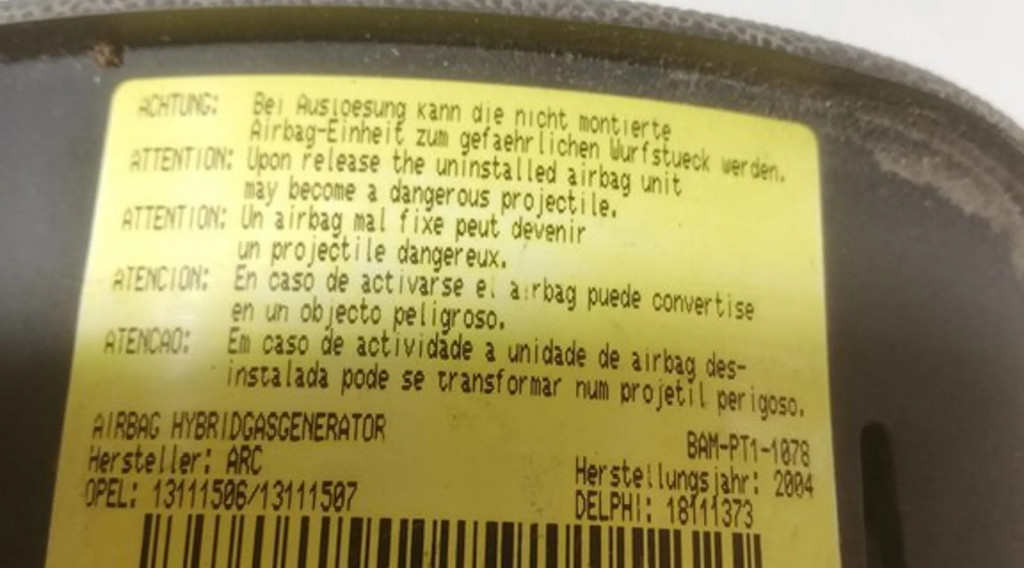 ACHTUNG: Bei Ausloesung kann die nicht montierte
Airbag-Einheit zum gefaehrlichen Wurfstueck werden.
ATTENTION: Upon release the uninstalled airbag unit
may become a dangerous projectile.
ATTENTION: Un airbag mal fixe peut devenir
un projectile dangereux.
ATENCION: En caso de activarse el airbag puede convertise
en un objecto peligroso.
ATENCAO: Em caso de actividade a unidade de airbag des-
instalada pode se transformar num projetil perigoso.
AIRBAG HYBRIDGASGENERATOR BAM-PT1-1078
Hersteller: ARC Herstellungsjahr: 2004
OPEL: 13111506/13111507 DELPHI: 18111373